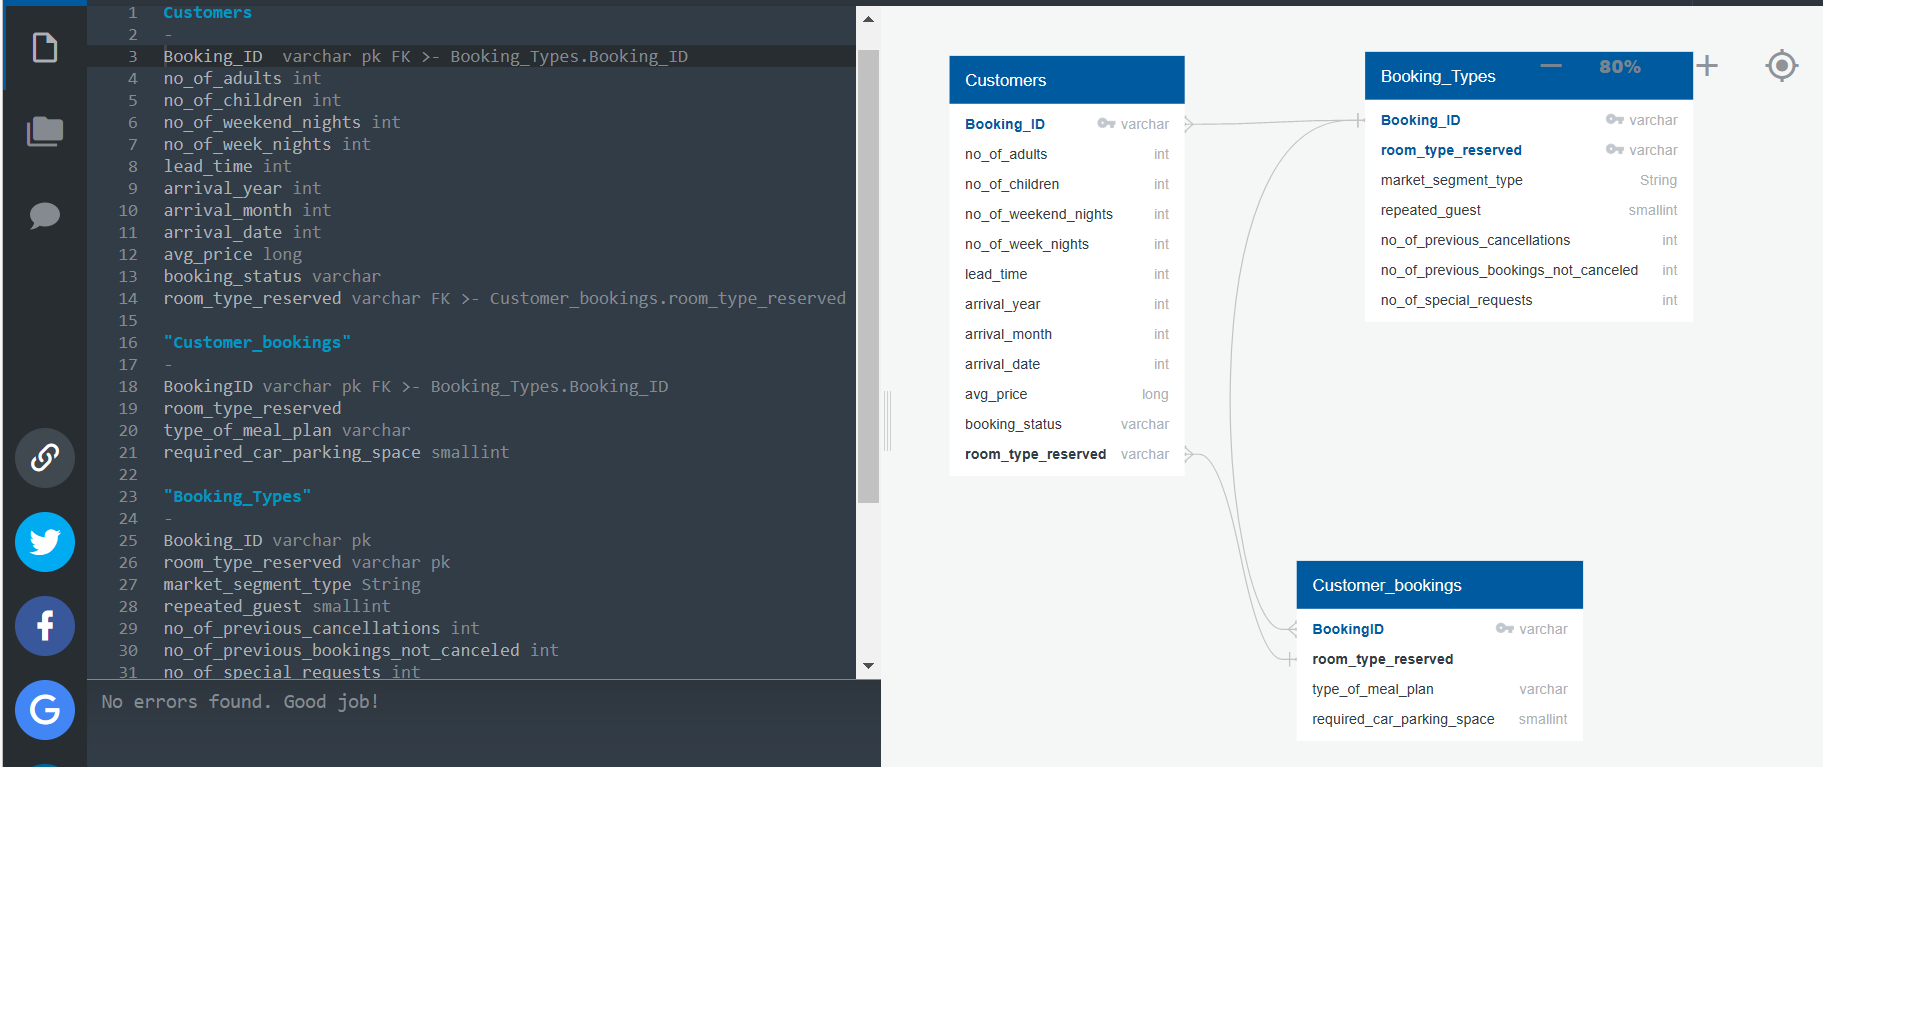 1 Customers
2 -
3 Booking_ID  varchar pk FK >- Booking_Types.Booking_ID
4 no_of_adults int
5 no_of_children int
6 no_of_weekend_nights int
7 no_of_week_nights int
8 lead_time int
9 arrival_year int
10 arrival_month int
11 arrival_date int
12 avg_price long
13 booking_status varchar
14 room_type_reserved varchar FK >- Customer_bookings.room_type_reserved
15
16 "Customer_bookings"
17 -
18 BookingID varchar pk FK >- Booking_Types.Booking_ID
19 room_type_reserved
20 type_of_meal_plan varchar
21 required_car_parking_space smallint
22
23 "Booking_Types"
24 -
25 Booking_ID varchar pk
26 room_type_reserved varchar pk
27 market_segment_type String
28 repeated_guest smallint
29 no_of_previous_cancellations int
30 no_of_previous_bookings_not_canceled int
31 no_of_special_requests int
No errors found. Good job!
Customers
Booking_ID varchar
no_of_adults int
no_of_children int
no_of_weekend_nights int
no_of_week_nights int
lead_time int
arrival_year int
arrival_month int
arrival_date int
avg_price long
booking_status varchar
room_type_reserved varchar
Booking_Types
80%
Booking_ID varchar
room_type_reserved varchar
market_segment_type String
repeated_guest smallint
no_of_previous_cancellations int
no_of_previous_bookings_not_canceled int
no_of_special_requests int
Customer_bookings
BookingID varchar
room_type_reserved
type_of_meal_plan varchar
required_car_parking_space smallint